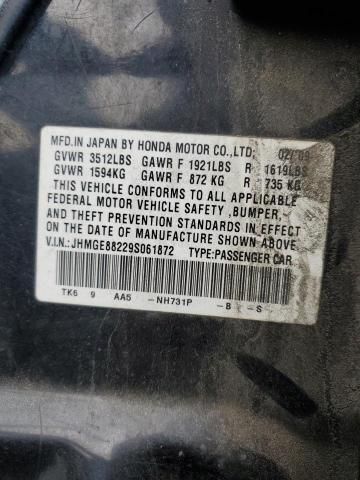 MFD.IN JAPAN BY HONDA MOTOR CO.,LTD. 02/09
GVWR 3512LBS GAWR F 1921LBS R 1619LBS
GVWR 1594KG GAWR F 872 KG R 735 KG
THIS VEHICLE CONFORMS TO ALL APPLICABLE
FEDERAL MOTOR VEHICLE SAFETY ,BUMPER,
AND THEFT PREVENTION STANDARDS IN EFFECT
ON THE DATE OF MANUFACTURE SHOWN ABOVE.
V.I.N.:JHMGE88229S061872 TYPE:PASSENGER CAR
TK6 9 AA5 -NH731P -B -S